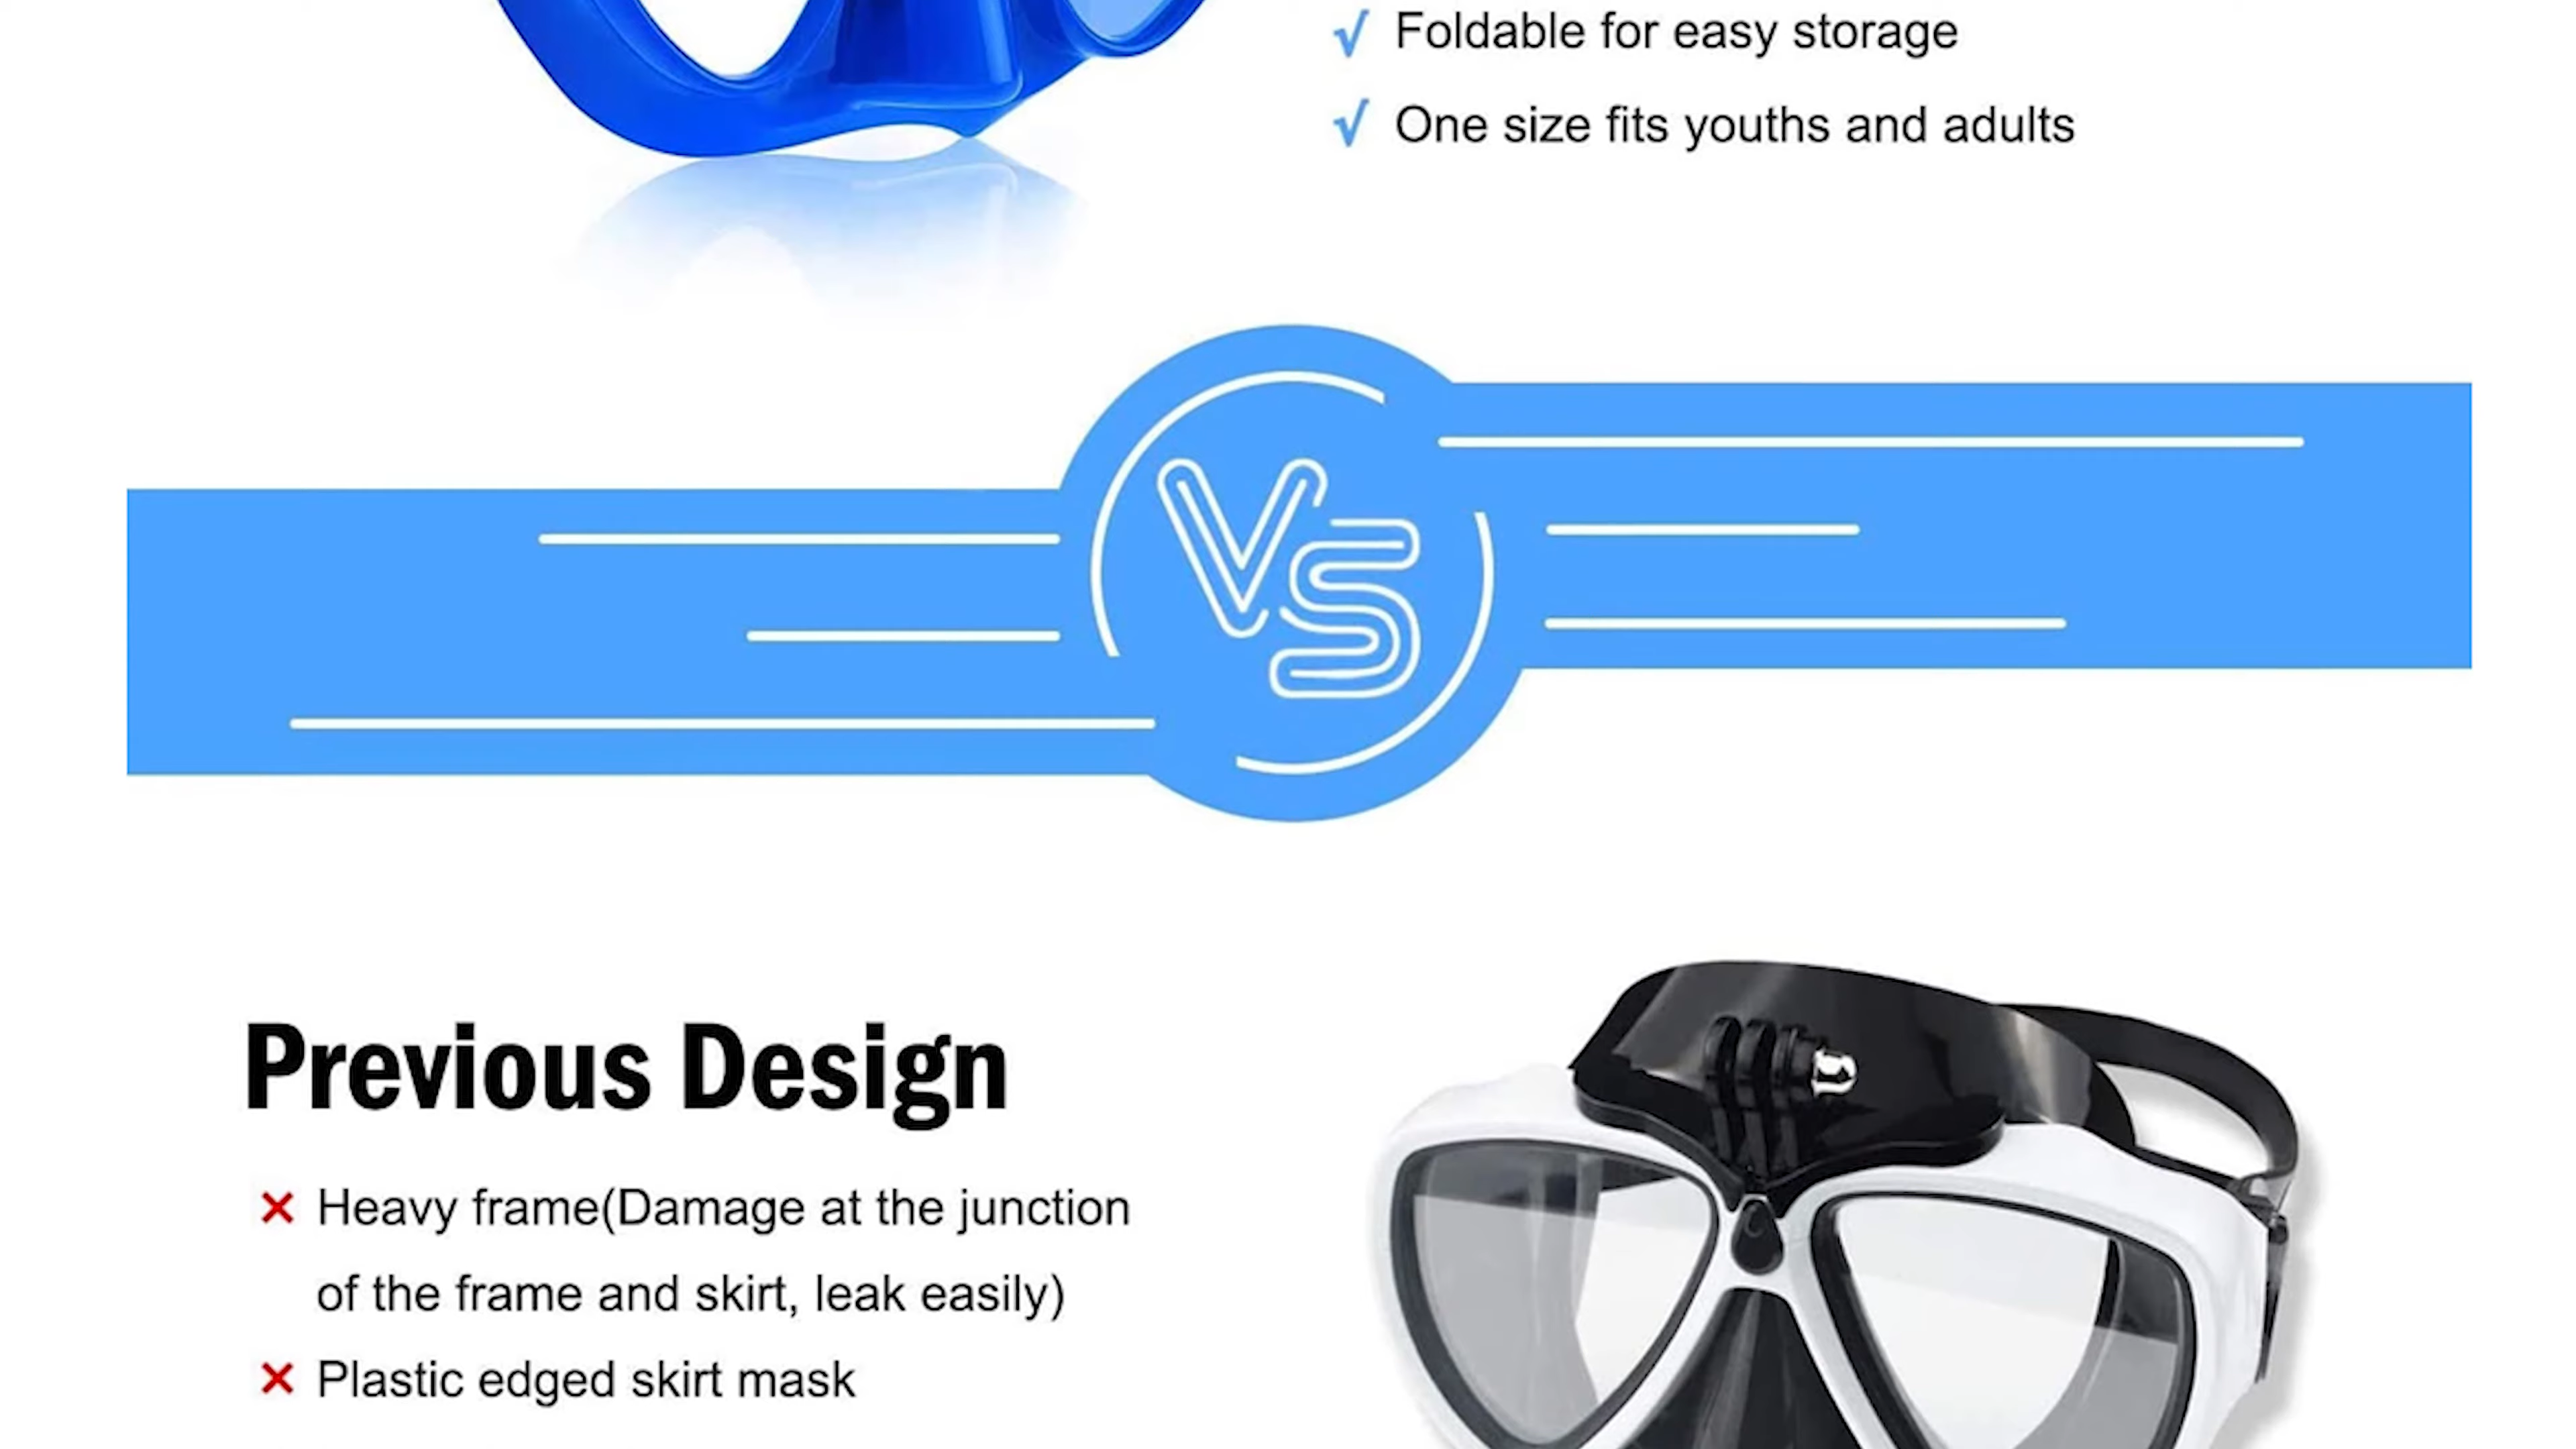 √ Foldable for easy storage
√ One size fits youths and adults
VS
Previous Design
× Heavy frame(Damage at the junction
of the frame and skirt, leak easily)
× Plastic edged skirt mask